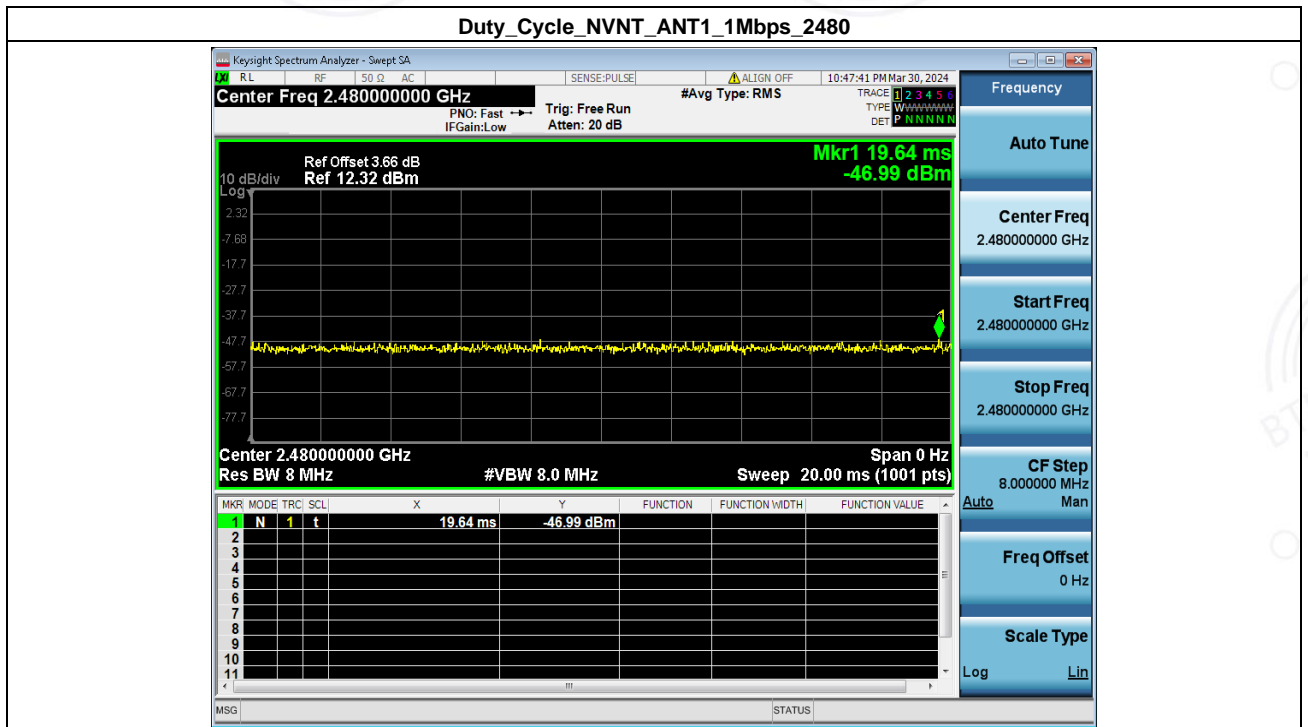 Duty_Cycle_NVNT_ANT1_1Mbps_2480
Keysight Spectrum Analyzer - Swept SA
LXI RL RF 50 Ω AC SENSE:PULSE ALIGN OFF 10:47:41 PM Mar 30, 2024
Center Freq 2.480000000 GHz
PNO: Fast
IFGain:Low
Trig: Free Run
Atten: 20 dB
#Avg Type: RMS
TRACE 1 2 3 4 5 6
TYPE WWWWWW
DET P N N N N N
Ref Offset 3.66 dB
10 dB/div Ref 12.32 dBm
Log
Mkr1 19.64 ms
-46.99 dBm
2.32
-7.68
-17.7
-27.7
-37.7
-47.7
-57.7
-67.7
-77.7
1
Center 2.480000000 GHz Span 0 Hz
Res BW 8 MHz #VBW 8.0 MHz Sweep 20.00 ms (1001 pts)
MKR MODE TRC SCL X Y FUNCTION FUNCTION WIDTH FUNCTION VALUE
1 N 1 t 19.64 ms -46.99 dBm
2
3
4
5
6
7
8
9
10
11
MSG STATUS
Frequency
Auto Tune
Center Freq
2.480000000 GHz
Start Freq
2.480000000 GHz
Stop Freq
2.480000000 GHz
CF Step
8.000000 MHz
Auto Man
Freq Offset
0 Hz
Scale Type
Log Lin